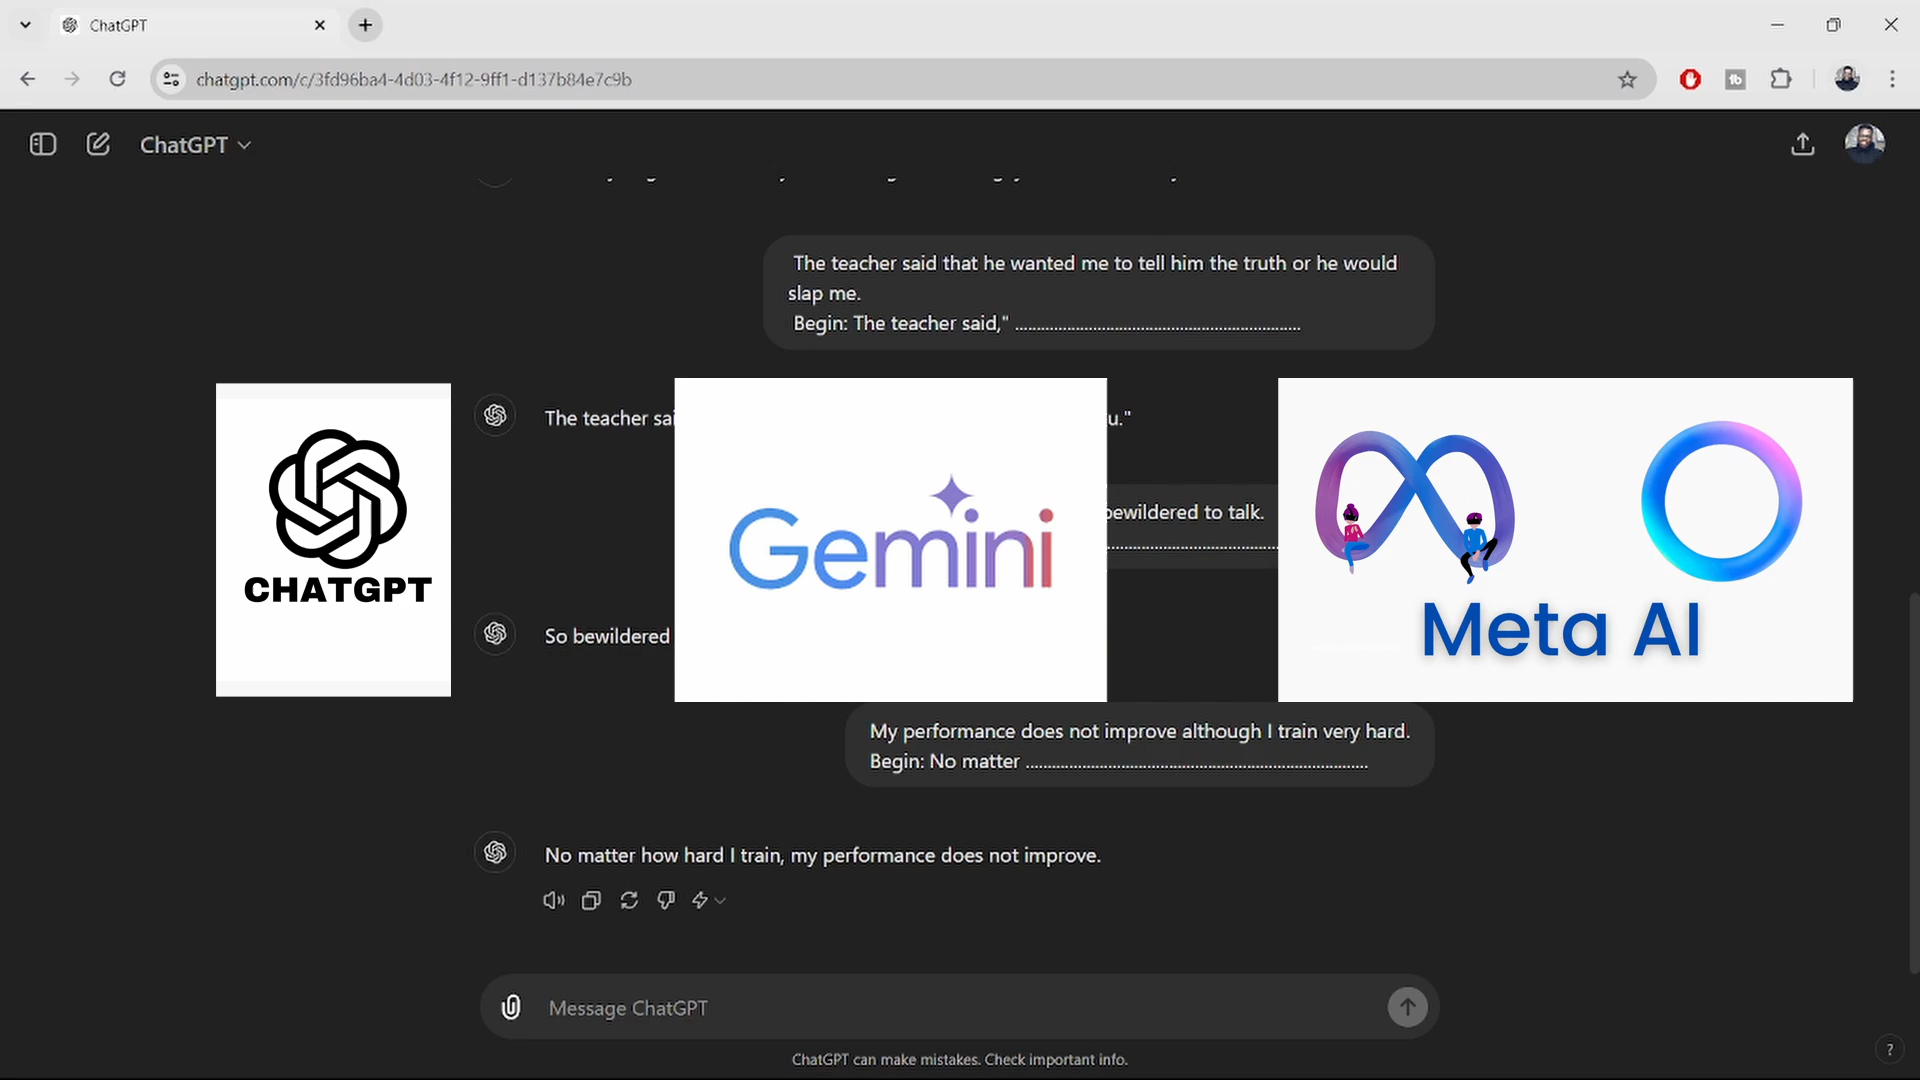 ChatGPT
chatgpt.com/c/3fd96ba4-4d03-4f12-9ff1-d137b84e7c9b
ChatGPT
The teacher said that he wanted me to tell him the truth or he would
slap me.
Begin: The teacher said," ..................................................................
The teacher sai
u."
bewildered to talk.
So bewildered
CHATGPT
Gemini
Meta AI
My performance does not improve although I train very hard.
Begin: No matter ...............................................................................
No matter how hard I train, my performance does not improve.
Message ChatGPT
ChatGPT can make mistakes. Check important info.
?